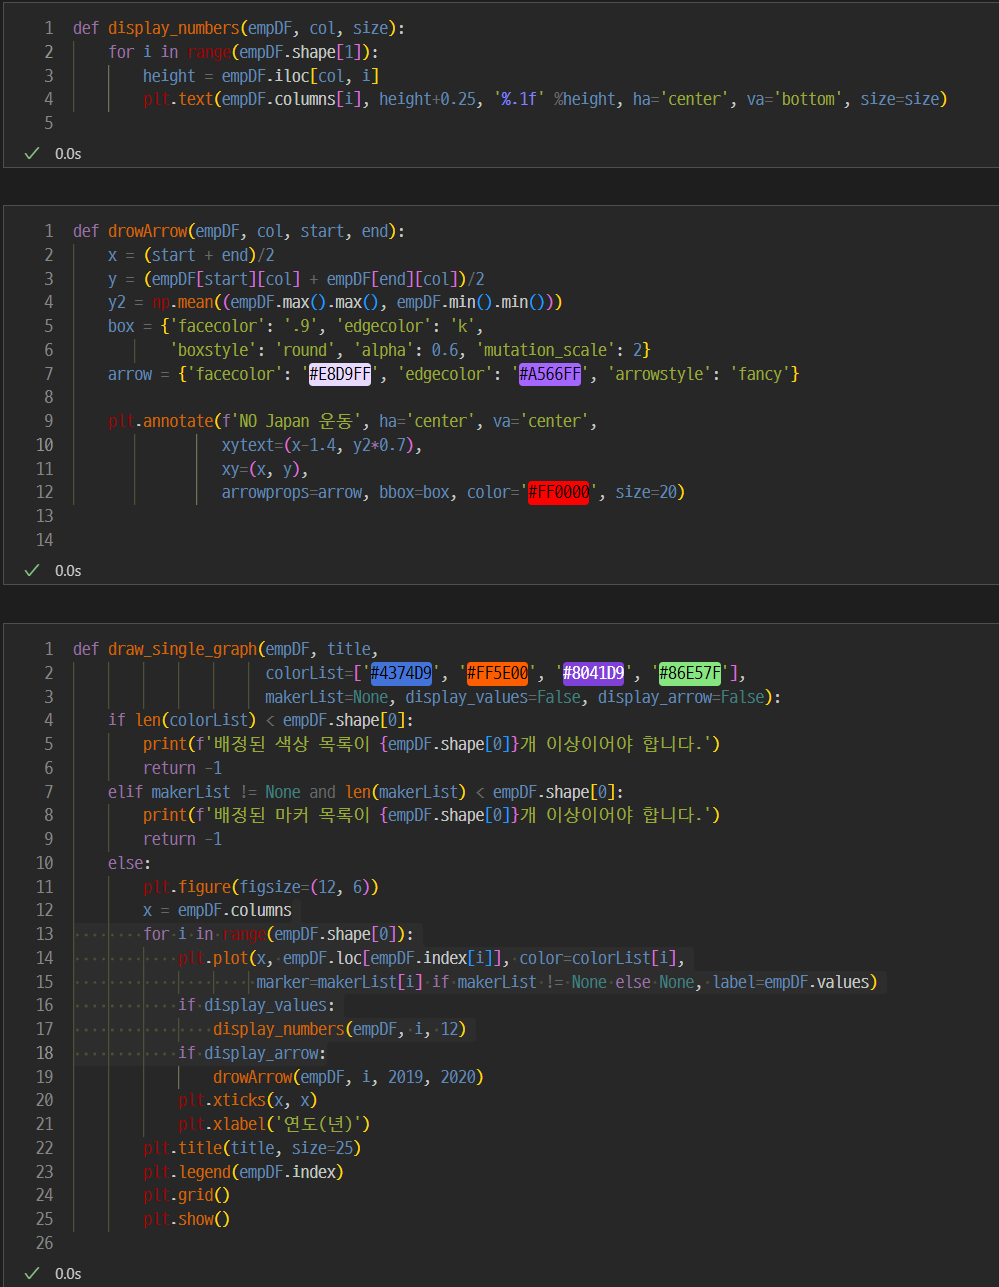 1 def display_numbers(empDF, col, size):
2     for i in range(empDF.shape[1]):
3         height = empDF.iloc[col, i]
4         plt.text(empDF.columns[i], height+0.25, '%.1f' %height, ha='center', va='bottom', size=size)
5
0.0s
1 def drowArrow(empDF, col, start, end):
2     x = (start + end)/2
3     y = (empDF[start][col] + empDF[end][col])/2
4     y2 = np.mean((empDF.max().max(), empDF.min().min()))
5     box = {'facecolor': '.9', 'edgecolor': 'k',
6            'boxstyle': 'round', 'alpha': 0.6, 'mutation_scale': 2}
7     arrow = {'facecolor': '#E8D9FF', 'edgecolor': '#A566FF', 'arrowstyle': 'fancy'}
8
9     plt.annotate(f'NO Japan 운동', ha='center', va='center',
10                  xytext=(x-1.4, y2*0.7),
11                  xy=(x, y),
12                  arrowprops=arrow, bbox=box, color='#FF0000', size=20)
13
14
0.0s
1 def draw_single_graph(empDF, title,
2                       colorList=['#4374D9', '#FF5E00', '#8041D9', '#86E57F'],
3                       makerList=None, display_values=False, display_arrow=False):
4     if len(colorList) < empDF.shape[0]:
5         print(f'배정된 색상 목록이 {empDF.shape[0]}개 이상이어야 합니다.')
6         return -1
7     elif makerList != None and len(makerList) < empDF.shape[0]:
8         print(f'배정된 마커 목록이 {empDF.shape[0]}개 이상이어야 합니다.')
9         return -1
10     else:
11         plt.figure(figsize=(12, 6))
12         x = empDF.columns
13         for i in range(empDF.shape[0]):
14             plt.plot(x, empDF.loc[empDF.index[i]], color=colorList[i],
15                      marker=makerList[i] if makerList != None else None, label=empDF.values)
16             if display_values:
17                 display_numbers(empDF, i, 12)
18             if display_arrow:
19                 drowArrow(empDF, i, 2019, 2020)
20             plt.xticks(x, x)
21             plt.xlabel('연도(년)')
22         plt.title(title, size=25)
23         plt.legend(empDF.index)
24         plt.grid()
25         plt.show()
26
0.0s